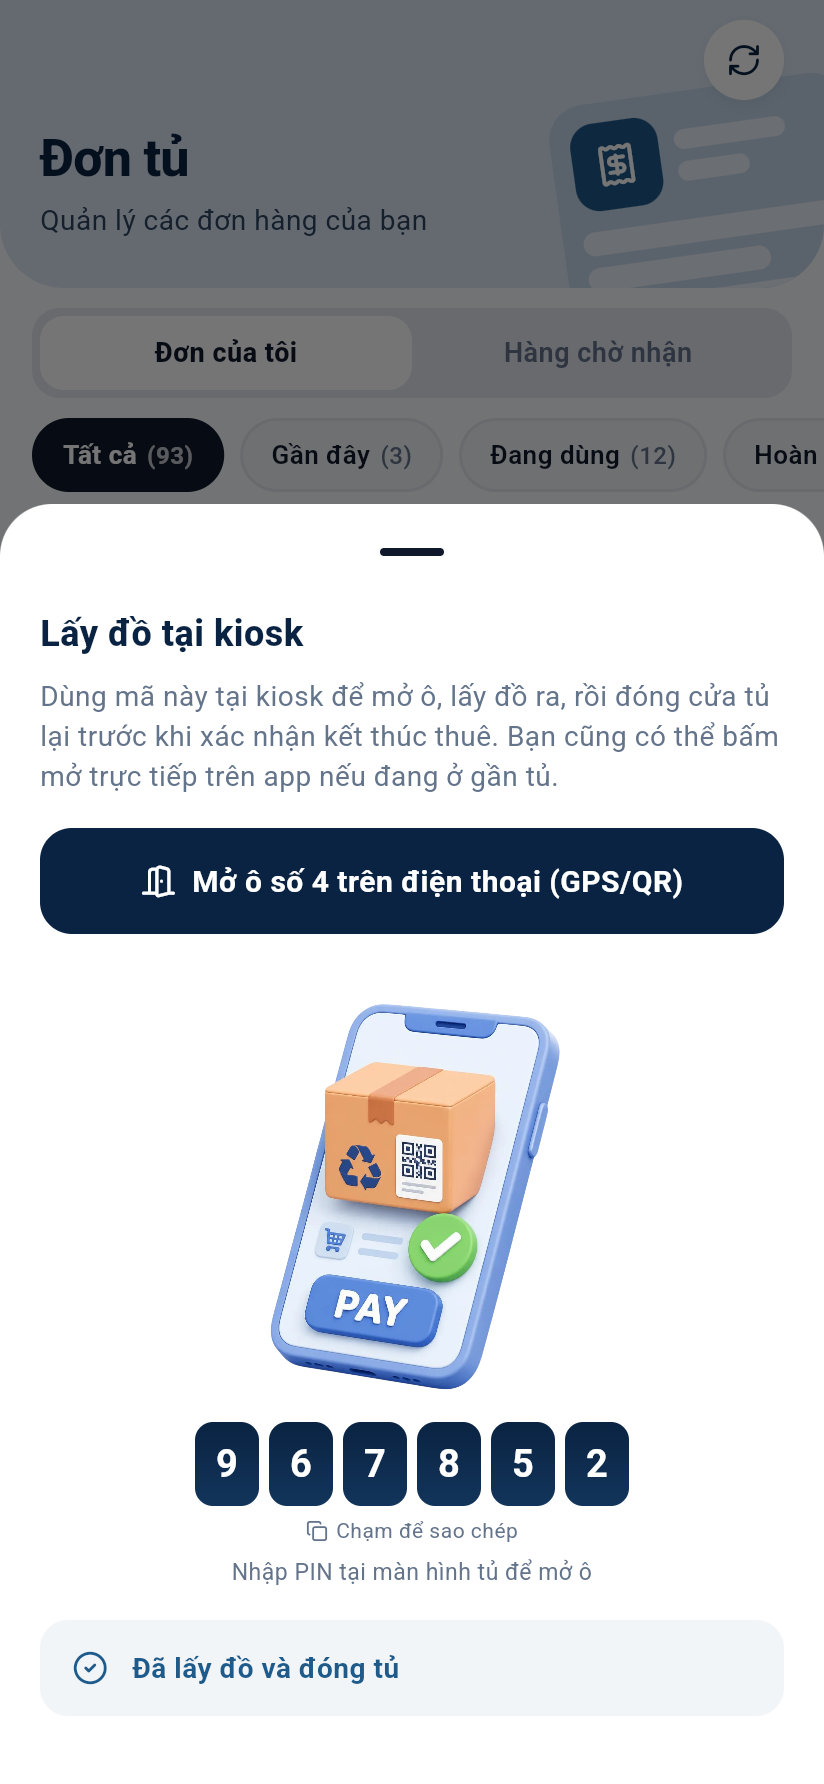 Đơn tủ
Quản lý các đơn hàng của bạn
Đơn của tôi
Hàng chờ nhận
Tất cả (93)
Gần đây (3)
Đang dùng (12)
Hoàn
Lấy đồ tại kiosk
Dùng mã này tại kiosk để mở ô, lấy đồ ra, rồi đóng cửa tủ
lại trước khi xác nhận kết thúc thuê. Bạn cũng có thể bấm
mở trực tiếp trên app nếu đang ở gần tủ.
Mở ô số 4 trên điện thoại (GPS/QR)
PAY
9 6 7 8 5 2
Chạm để sao chép
Nhập PIN tại màn hình tủ để mở ô
Đã lấy đồ và đóng tủ